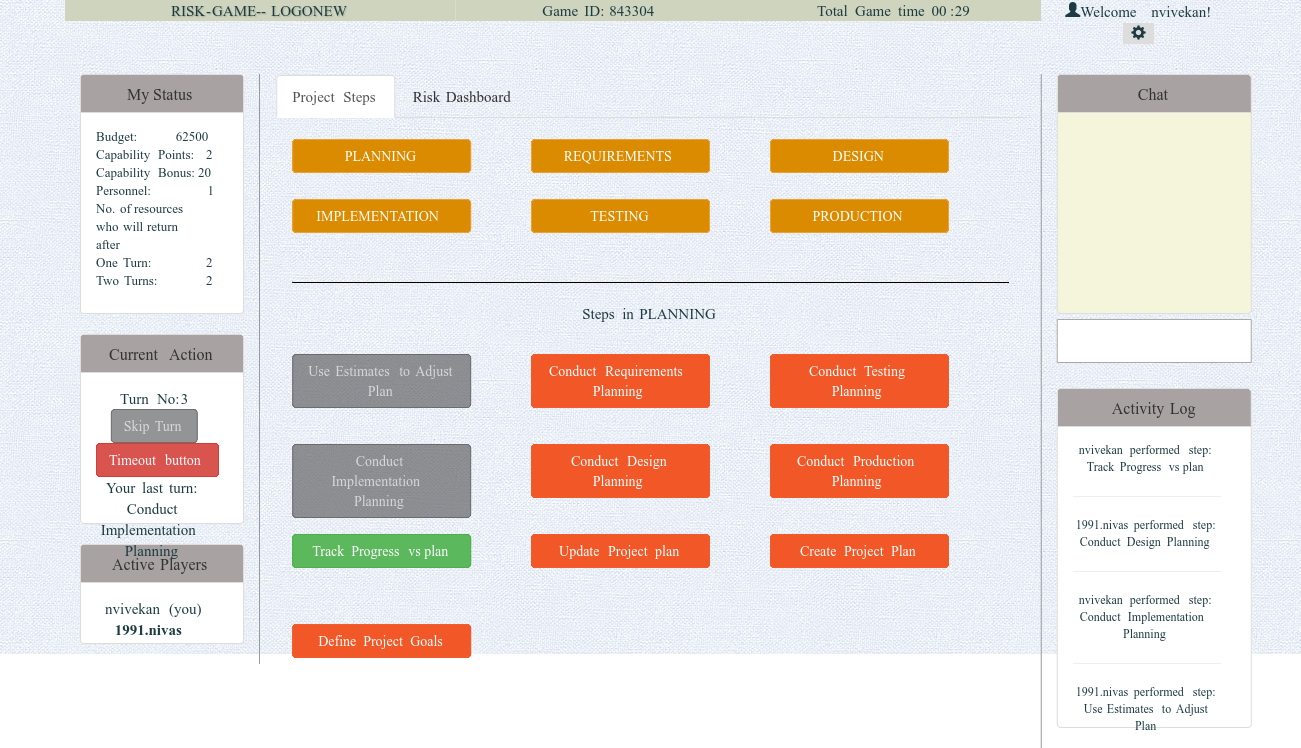 RISK-GAME-- LOGONEW
Game ID: 843304
Total Game time 00 :29
Welcome nvivekan!
My Status
Budget: 62500
Capability Points: 2
Capability Bonus: 20
Personnel: 1
No. of resources
who will return
after
One Turn: 2
Two Turns: 2
Current Action
Turn No:3
Skip Turn
Timeout button
Your last turn:
Conduct
Implementation
Planning
Active Players
nvivekan (you)
1991.nivas
Project Steps
Risk Dashboard
PLANNING
REQUIREMENTS
DESIGN
IMPLEMENTATION
TESTING
PRODUCTION
Steps in PLANNING
Use Estimates to Adjust
Plan
Conduct Requirements
Planning
Conduct Testing
Planning
Conduct
Implementation
Planning
Conduct Design
Planning
Conduct Production
Planning
Track Progress vs plan
Update Project plan
Create Project Plan
Define Project Goals
Chat
Activity Log
nvivekan performed step:
Track Progress vs plan
1991.nivas performed step:
Conduct Design Planning
nvivekan performed step:
Conduct Implementation
Planning
1991.nivas performed step:
Use Estimates to Adjust
Plan